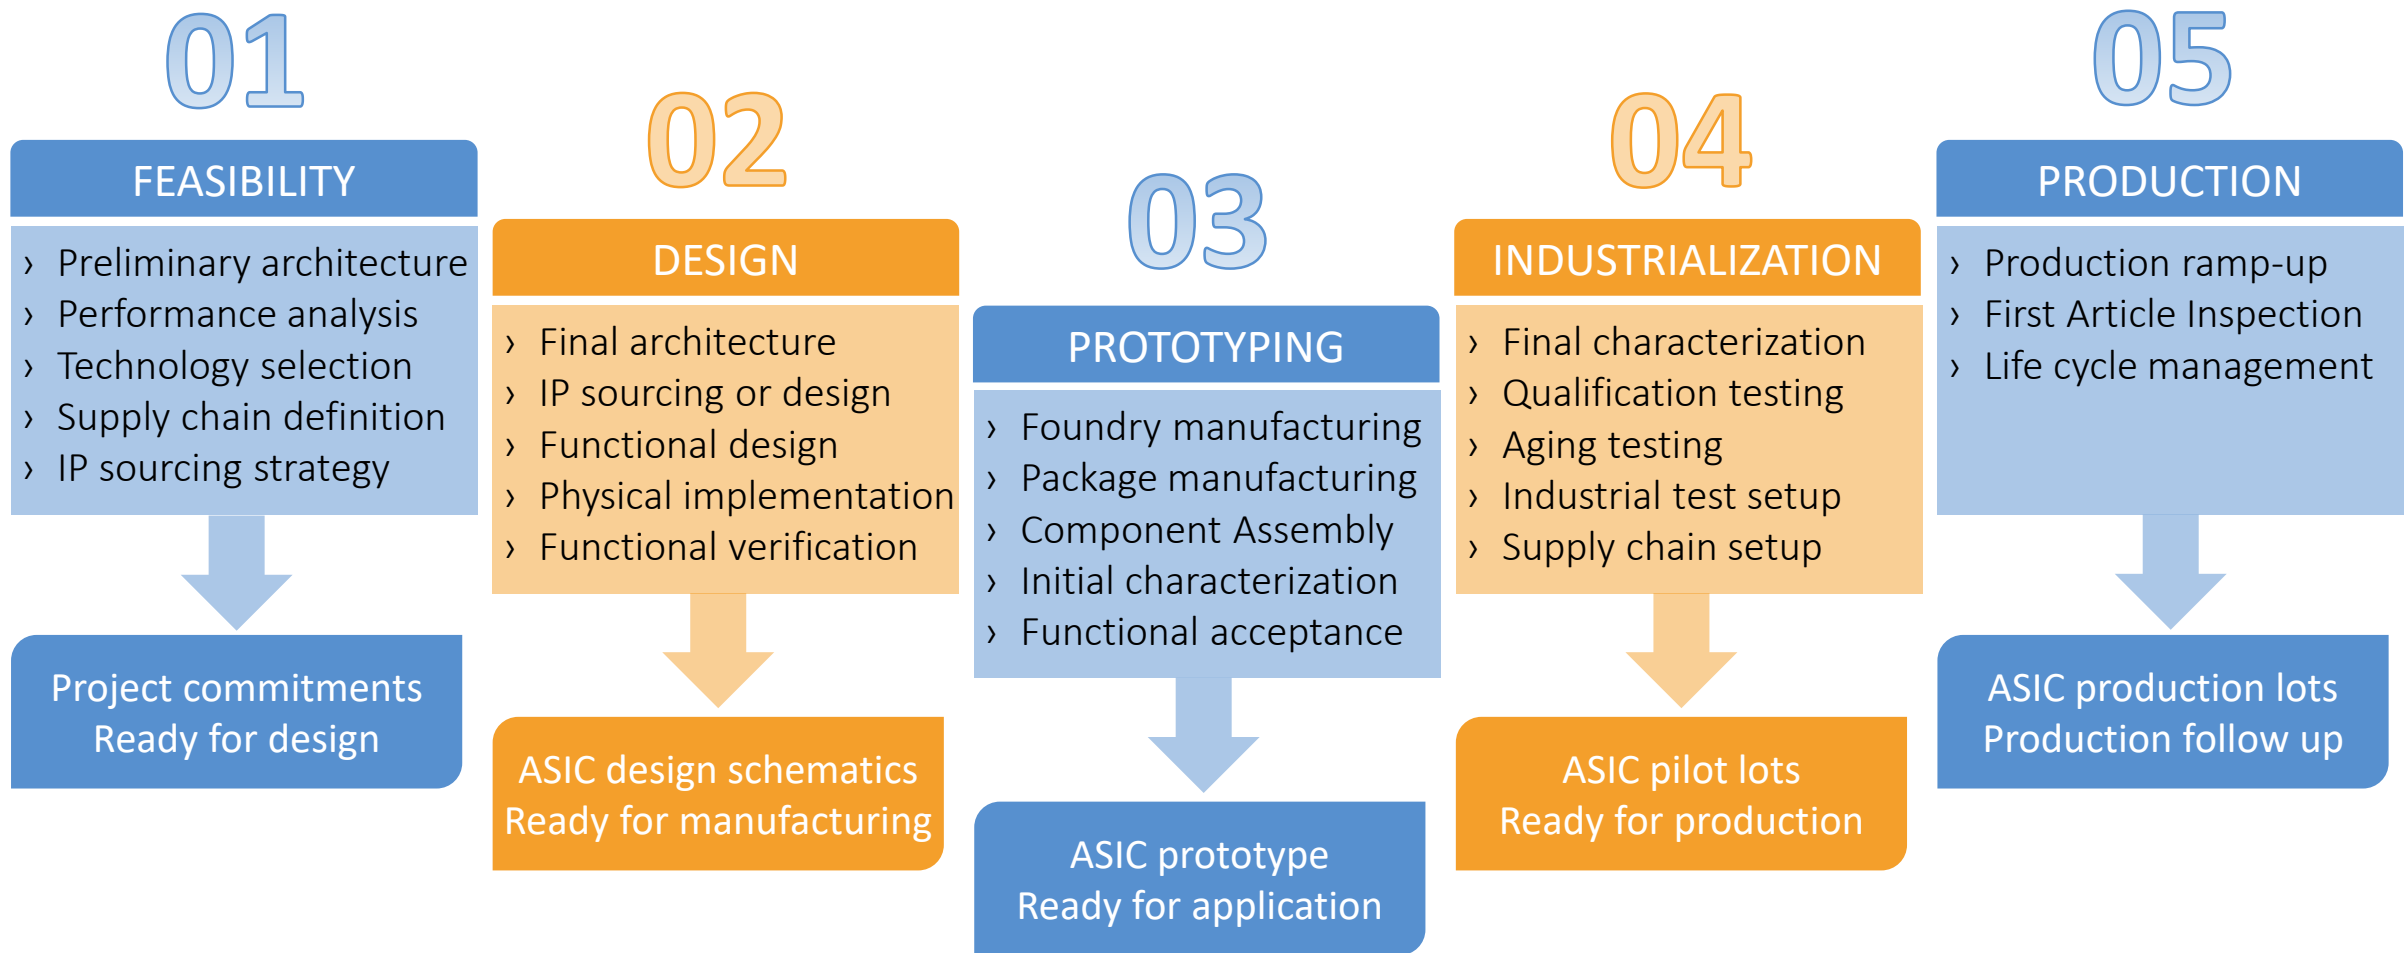 01
FEASIBILITY
› Preliminary architecture
› Performance analysis
› Technology selection
› Supply chain definition
› IP sourcing strategy
Project commitments
Ready for design
02
DESIGN
› Final architecture
› IP sourcing or design
› Functional design
› Physical implementation
› Functional verification
ASIC design schematics
Ready for manufacturing
03
PROTOTYPING
› Foundry manufacturing
› Package manufacturing
› Component Assembly
› Initial characterization
› Functional acceptance
ASIC prototype
Ready for application
04
INDUSTRIALIZATION
› Final characterization
› Qualification testing
› Aging testing
› Industrial test setup
› Supply chain setup
ASIC pilot lots
Ready for production
05
PRODUCTION
› Production ramp-up
› First Article Inspection
› Life cycle management
ASIC production lots
Production follow up